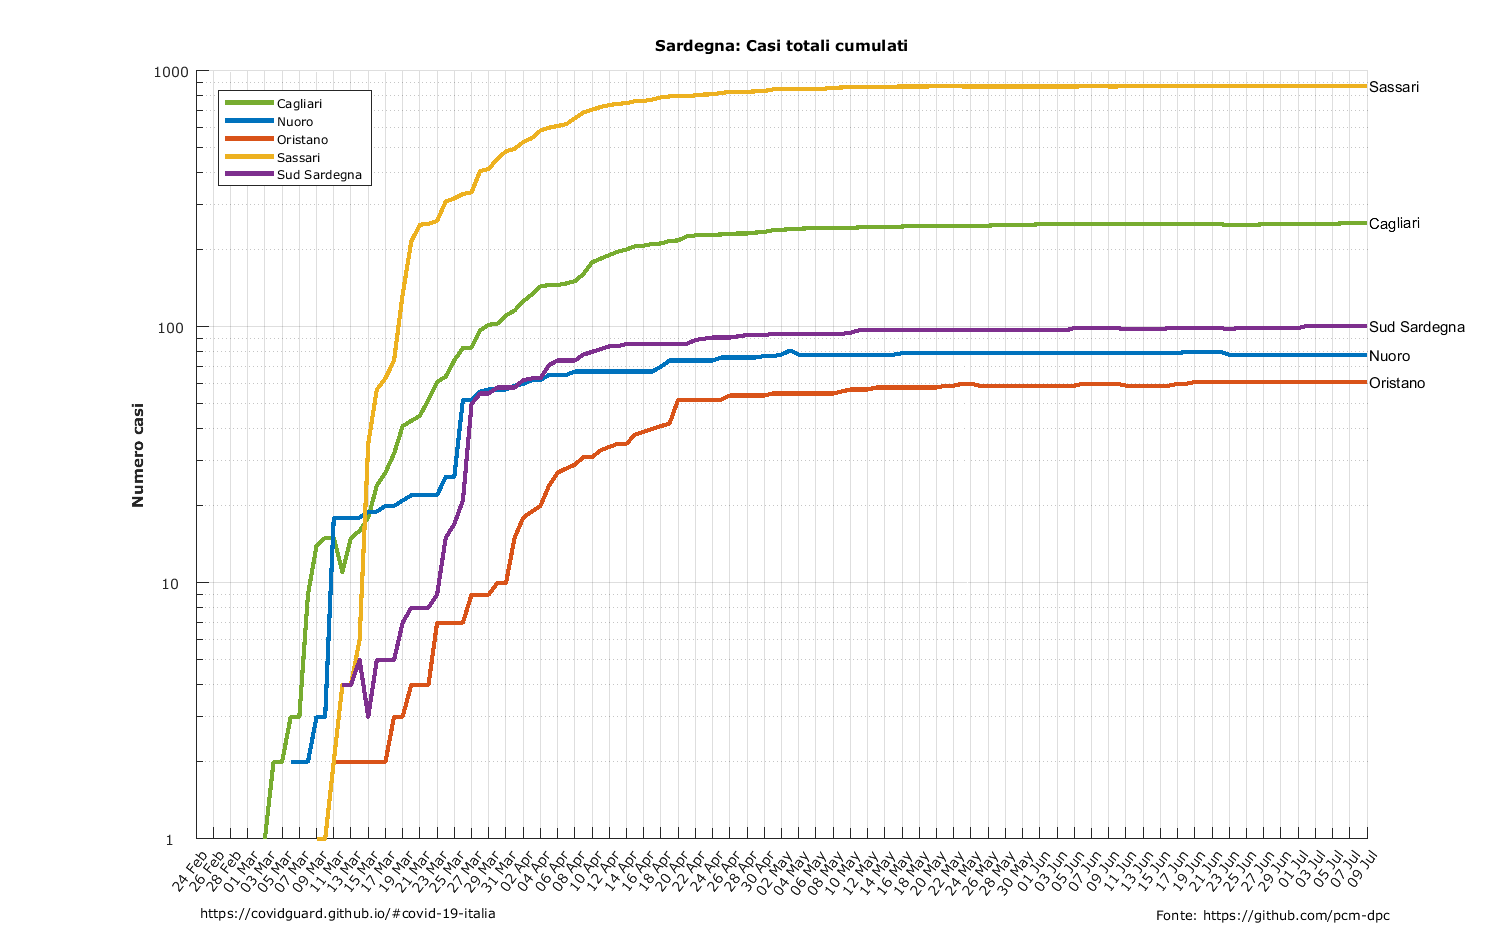 Sardegna: Casi totali cumulati
1000
100
10
1
Numero casi
Cagliari
Nuoro
Oristano
Sassari
Sud Sardegna
Sassari
Cagliari
Sud Sardegna
Nuoro
Oristano
24 Feb
26 Feb
28 Feb
01 Mar
03 Mar
05 Mar
07 Mar
09 Mar
11 Mar
13 Mar
15 Mar
17 Mar
19 Mar
21 Mar
23 Mar
25 Mar
27 Mar
29 Mar
31 Mar
02 Apr
04 Apr
06 Apr
08 Apr
10 Apr
12 Apr
14 Apr
16 Apr
18 Apr
20 Apr
22 Apr
24 Apr
26 Apr
28 Apr
30 Apr
02 May
04 May
06 May
08 May
10 May
12 May
14 May
16 May
18 May
20 May
22 May
24 May
26 May
28 May
30 May
01 Jun
03 Jun
05 Jun
07 Jun
09 Jun
11 Jun
13 Jun
15 Jun
17 Jun
19 Jun
21 Jun
23 Jun
25 Jun
27 Jun
29 Jun
01 Jul
03 Jul
05 Jul
07 Jul
09 Jul
https://covidguard.github.io/#covid-19-italia
Fonte: https://github.com/pcm-dpc